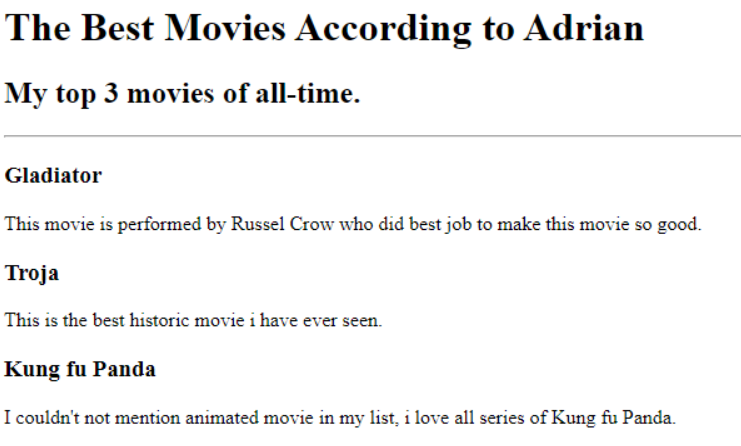 The Best Movies According to Adrian
My top 3 movies of all-time.
Gladiator
This movie is performed by Russel Crow who did best job to make this movie so good.
Troja
This is the best historic movie i have ever seen.
Kung fu Panda
I couldn't not mention animated movie in my list, i love all series of Kung fu Panda.